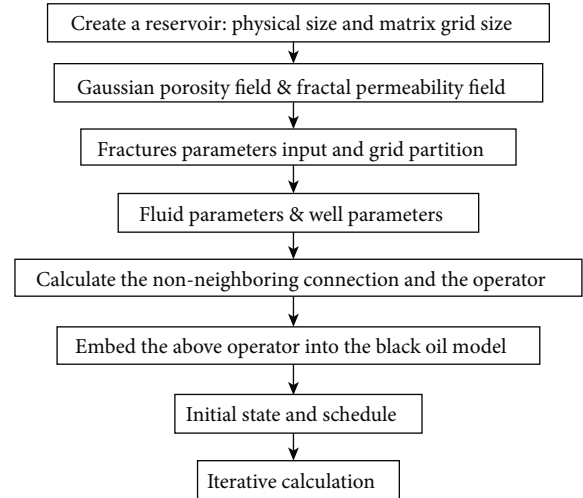 Create a reservoir: physical size and matrix grid size
Gaussian porosity field & fractal permeability field
Fractures parameters input and grid partition
Fluid parameters & well parameters
Calculate the non-neighboring connection and the operator
Embed the above operator into the black oil model
Initial state and schedule
Iterative calculation